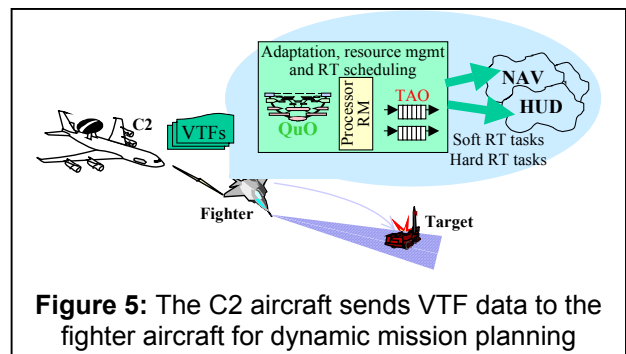 Adaptation, resource mgmt
and RT scheduling
NAV
HUD
TAO
Processor
RM
QuO
C2
VTFs
Soft RT tasks
Hard RT tasks
Fighter
Target
Figure 5: The C2 aircraft sends VTF data to the
fighter aircraft for dynamic mission planning